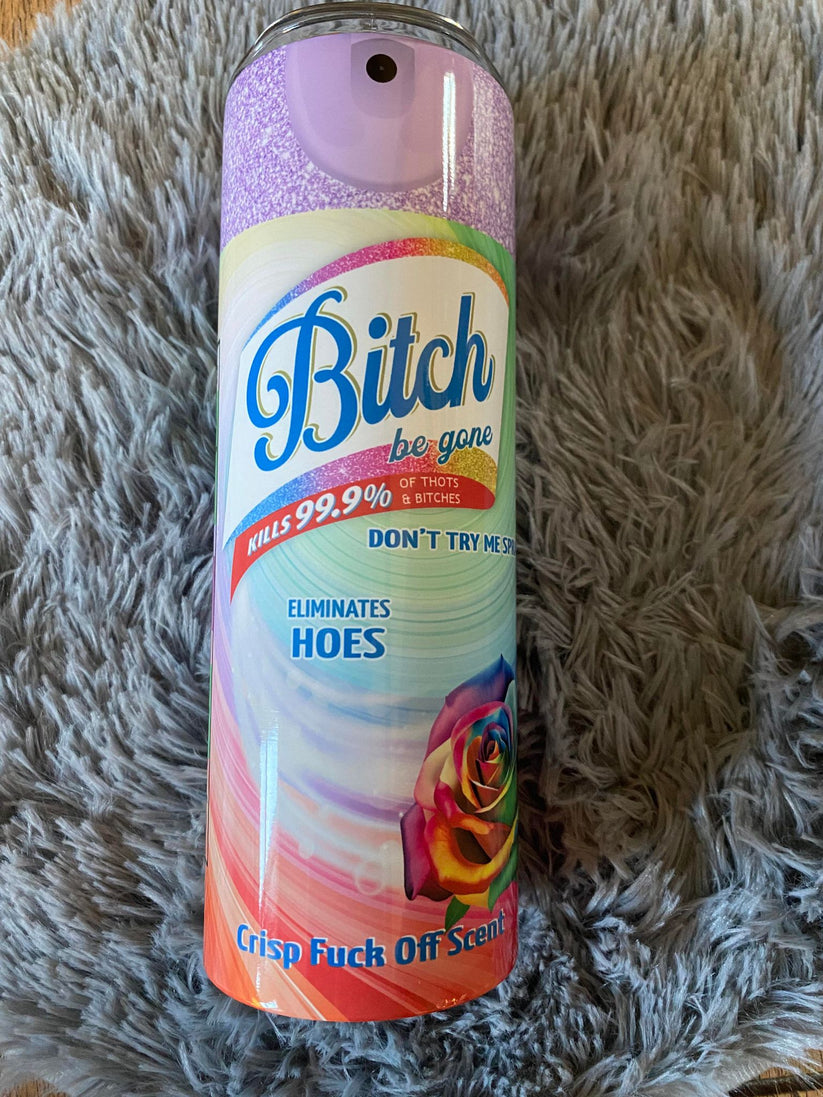 Bitch
be gone
KILLS 99.9% OF THOTS
& BITCHES
DON'T TRY ME
ELIMINATES
HOES
Crisp Fuck Off Scent